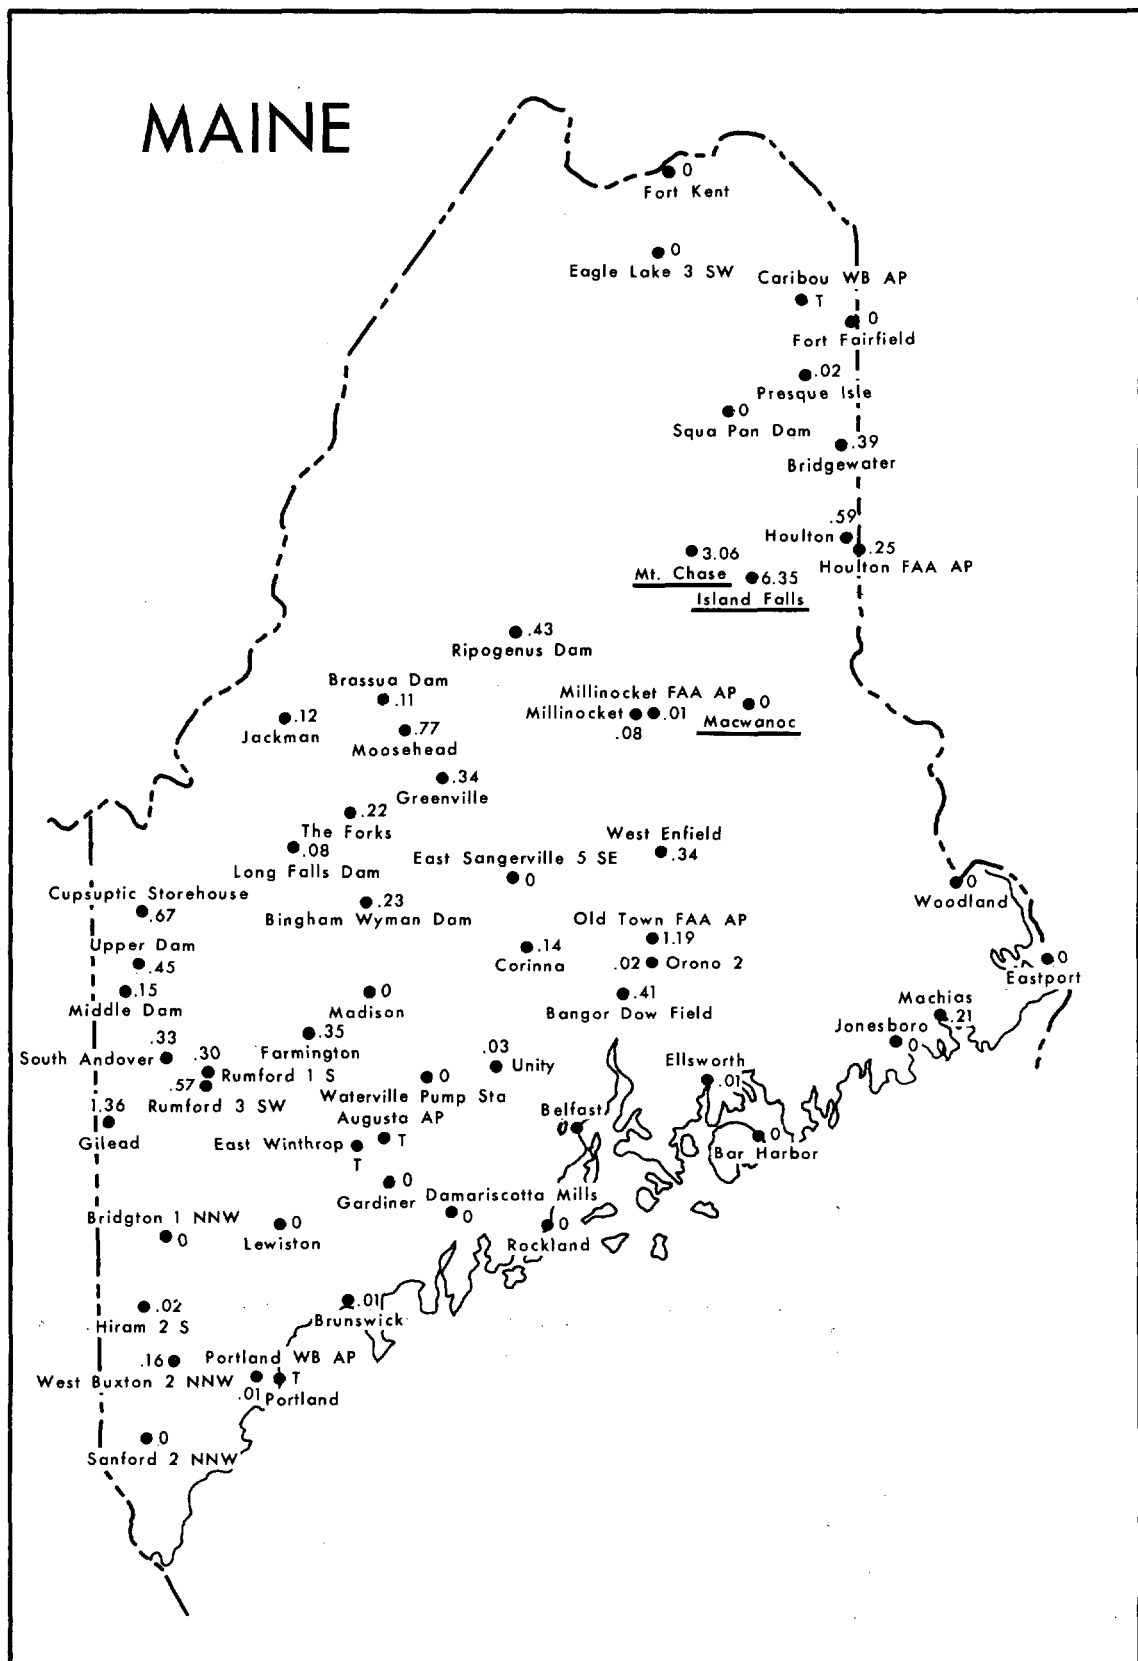 MAINE
0
Fort Kent
0
Eagle Lake 3 SW
Caribou WB AP
T
0
Fort Fairfield
.02
Presque Isle
0
Squa Pan Dam
.39
Bridgewater
.59
Houlton
.25
Houlton FAA AP
3.06
Mt. Chase
6.35
Island Falls
.43
Ripogenus Dam
Brassua Dam
.11
.12
Jackman
.77
Moosehead
Millinocket FAA AP
Millinocket
.01
.08
0
Macwanoc
.34
Greenville
.22
The Forks
.08
Long Falls Dam
West Enfield
.34
East Sangerville 5 SE
0
Cupsuptic Storehouse
.67
.23
Bingham Wyman Dam
0
Woodland
Old Town FAA AP
1.19
Upper Dam
.45
.14
Corinna
.02
Orono 2
0
Eastport
.15
Middle Dam
0
Madison
.41
Bangor Dow Field
Machias
.21
Jonesboro
0
.33
South Andover
.35
Farmington
.30
Rumford 1 S
.57
Rumford 3 SW
.03
Unity
0
Waterville Pump Sta
Ellsworth
.01
1.36
Gilead
Augusta AP
T
East Winthrop
T
Belfast
0
Bar Harbor
0
Gardiner
Damariscotta Mills
0
Bridgton 1 NNW
0
0
Lewiston
0
Rockland
.02
Hiram 2 S
.01
Brunswick
.16
West Buxton 2 NNW
Portland WB AP
T
.01
Portland
0
Sanford 2 NNW